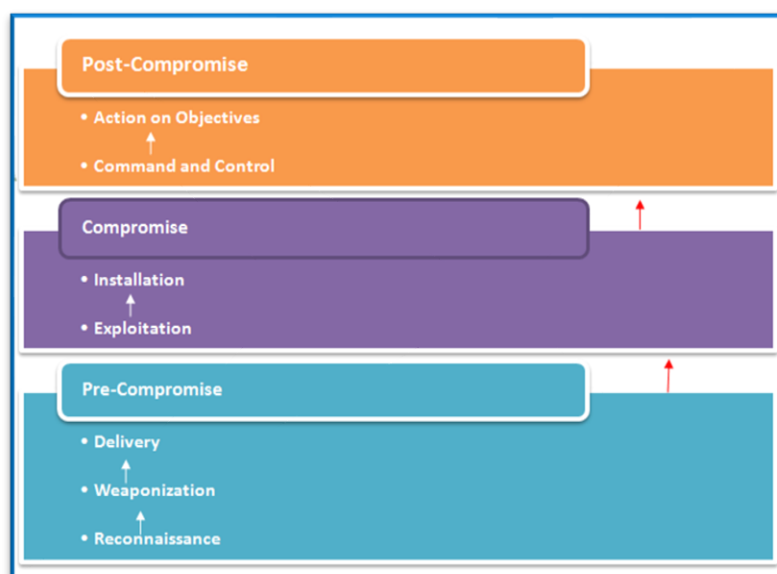 Post-Compromise
• Action on Objectives
• Command and Control
Compromise
• Installation
• Exploitation
Pre-Compromise
• Delivery
• Weaponization
• Reconnaissance